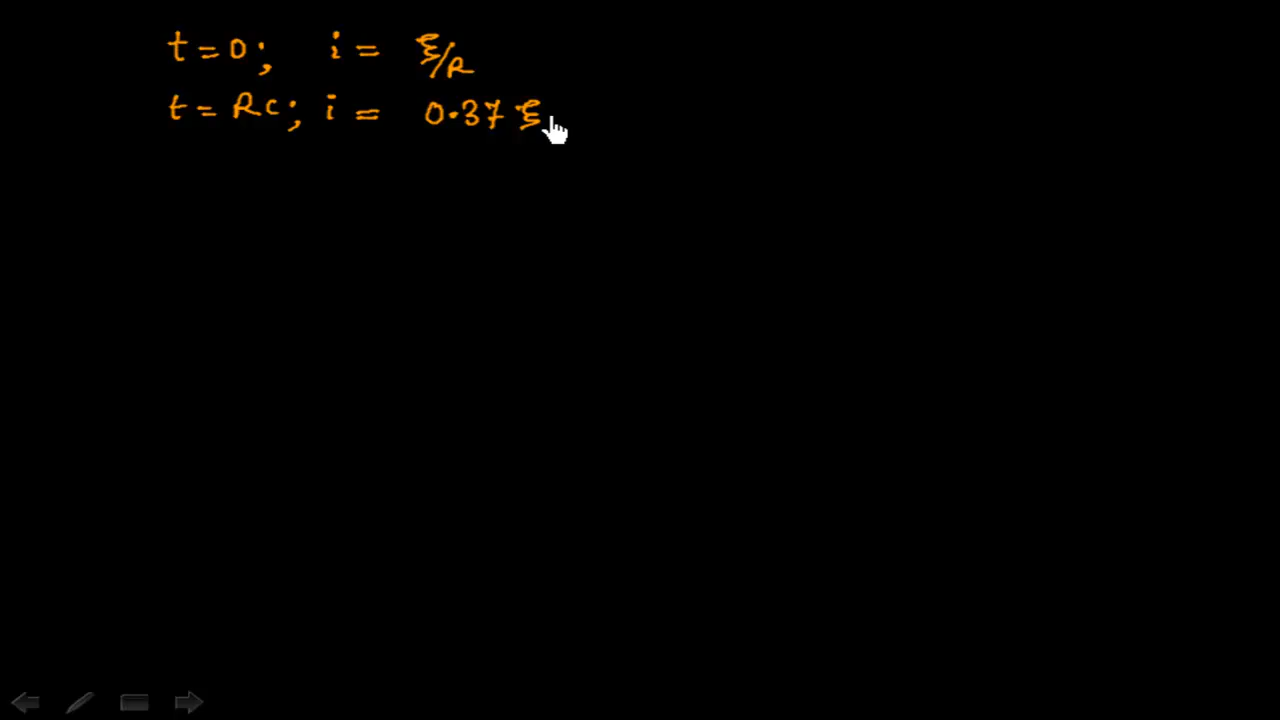 t = 0; i = ξ/R
t = RC; i = 0.37 ξ